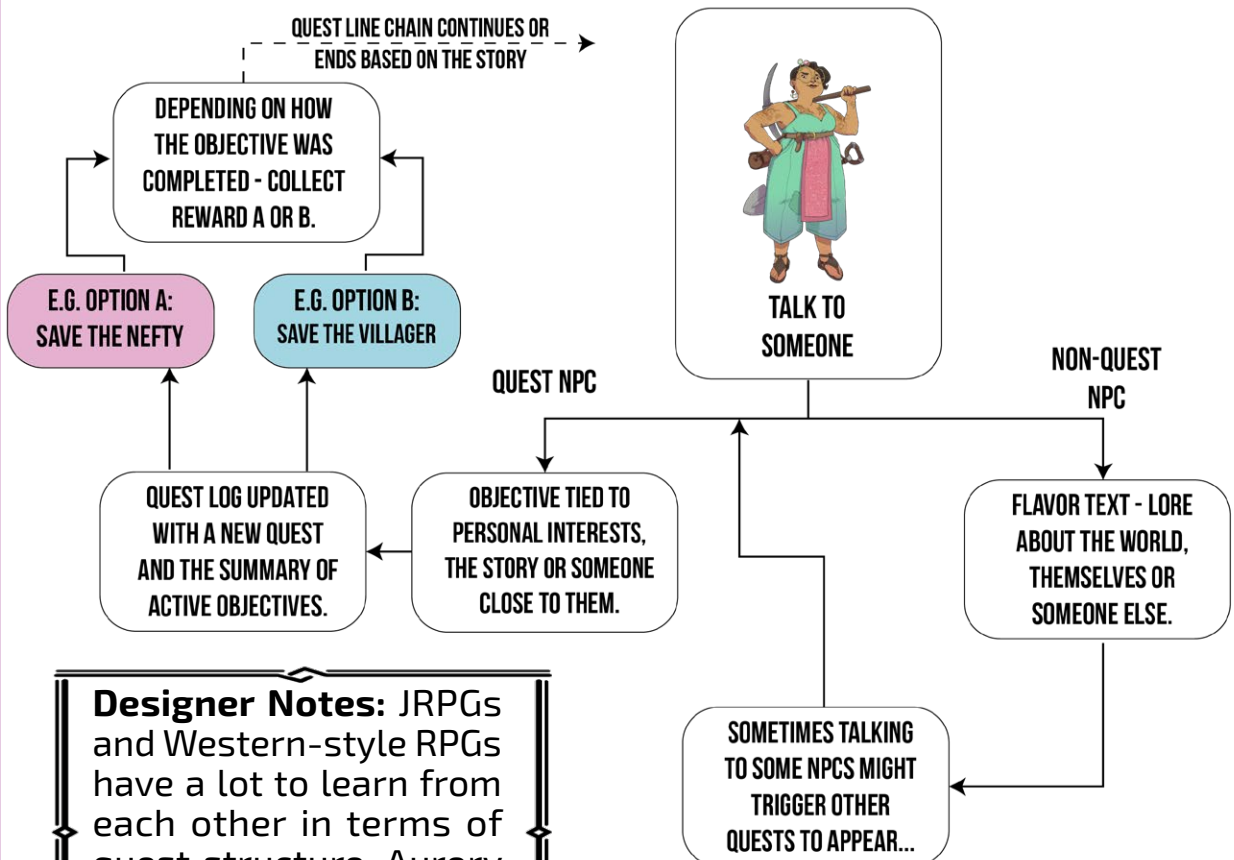 QUEST LINE CHAIN CONTINUES OR
ENDS BASED ON THE STORY
DEPENDING ON HOW
THE OBJECTIVE WAS
COMPLETED - COLLECT
REWARD A OR B.
E.G. OPTION A:
SAVE THE NEFTY
E.G. OPTION B:
SAVE THE VILLAGER
TALK TO
SOMEONE
QUEST NPC
NON-QUEST
NPC
QUEST LOG UPDATED
WITH A NEW QUEST
AND THE SUMMARY OF
ACTIVE OBJECTIVES.
OBJECTIVE TIED TO
PERSONAL INTERESTS,
THE STORY OR SOMEONE
CLOSE TO THEM.
FLAVOR TEXT - LORE
ABOUT THE WORLD,
THEMSELVES OR
SOMEONE ELSE.
SOMETIMES TALKING
TO SOME NPCS MIGHT
TRIGGER OTHER
QUESTS TO APPEAR...
Designer Notes: JRPGs
and Western-style RPGs
have a lot to learn from
each other in terms of
quest structure. Aurory